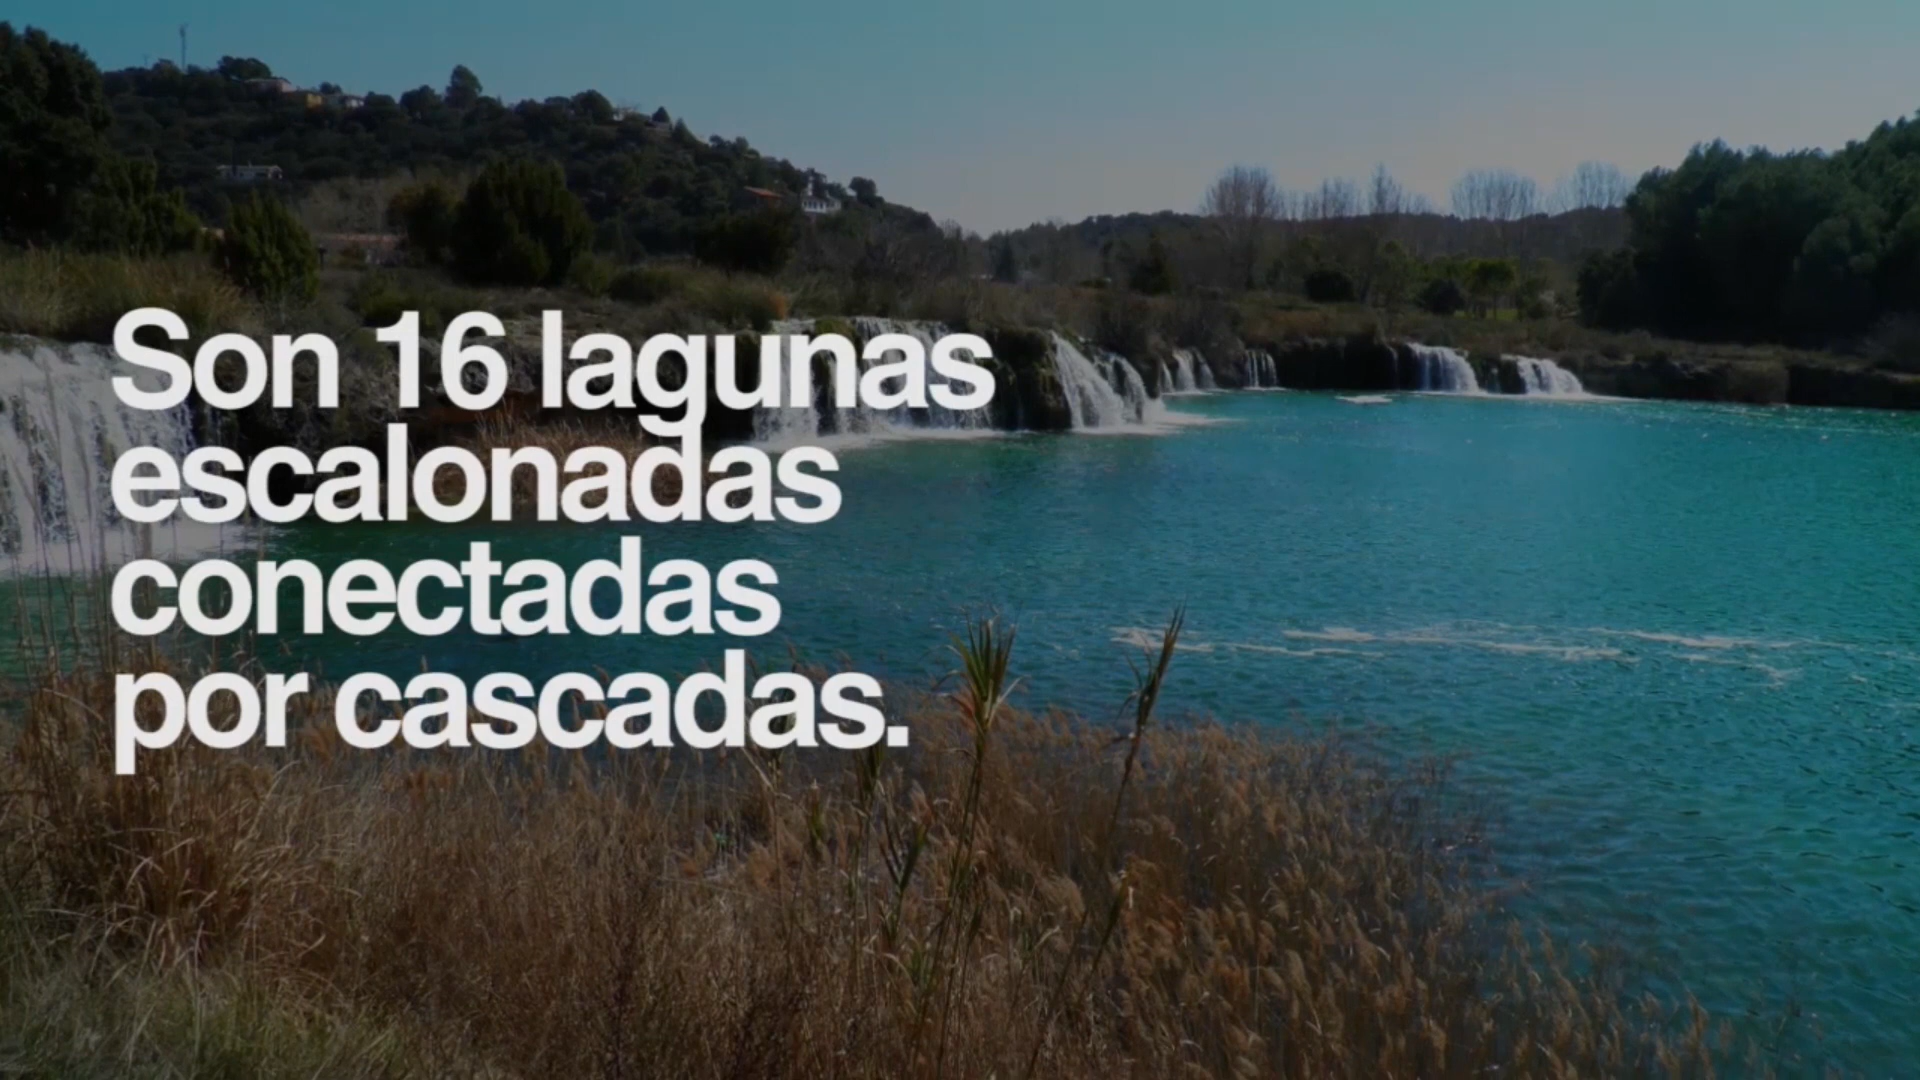 Son 16 lagunas
escalonadas
conectadas
por cascadas.